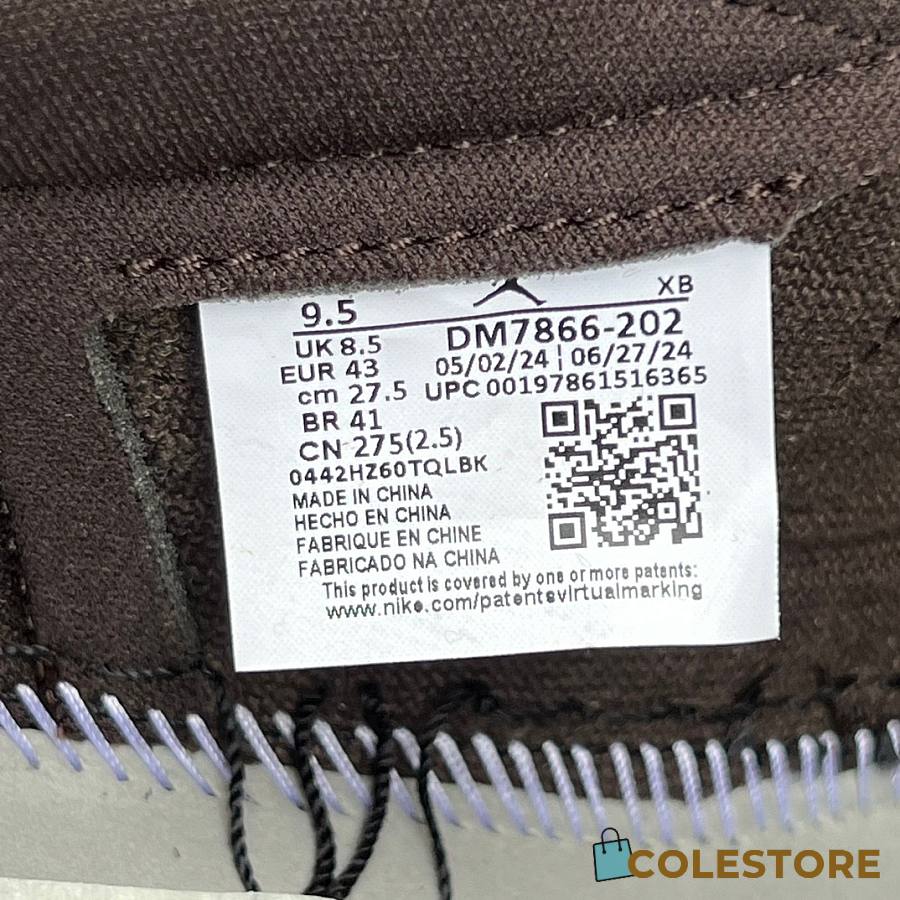 9.5
XB
UK 8.5
DM7866-202
EUR 43
05/02/24 ¦ 06/27/24
cm 27.5
UPC 00197861516365
BR 41
CN 275(2.5)
0442HZ60TQLBK
MADE IN CHINA
HECHO EN CHINA
FABRIQUE EN CHINE
FABRICADO NA CHINA
This product is covered by one or more patents:
www.nike.com/patentsvirtualmarking
COLESTORE